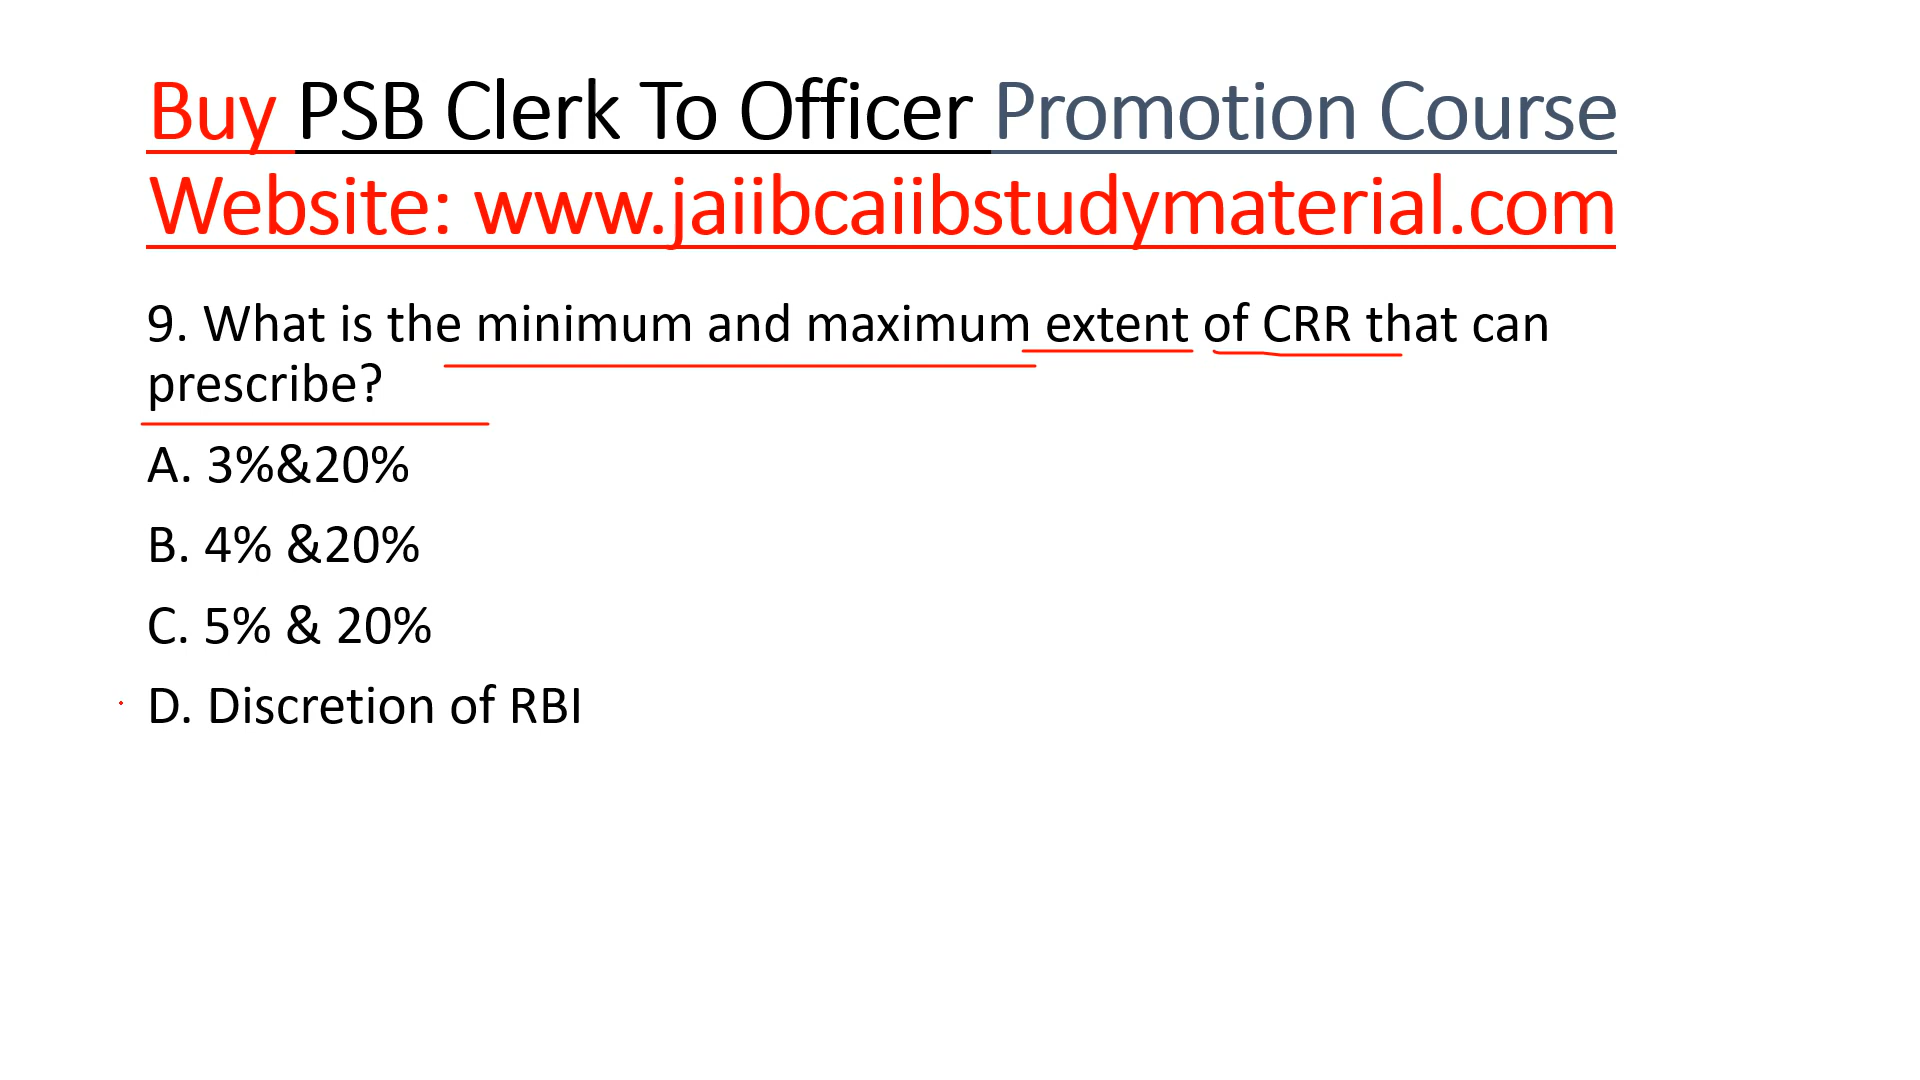 Buy PSB Clerk To Officer Promotion Course
Website: www.jaiibcaiibstudymaterial.com
9. What is the minimum and maximum extent of CRR that can
prescribe?
A. 3%&20%
B. 4% &20%
C. 5% & 20%
D. Discretion of RBI